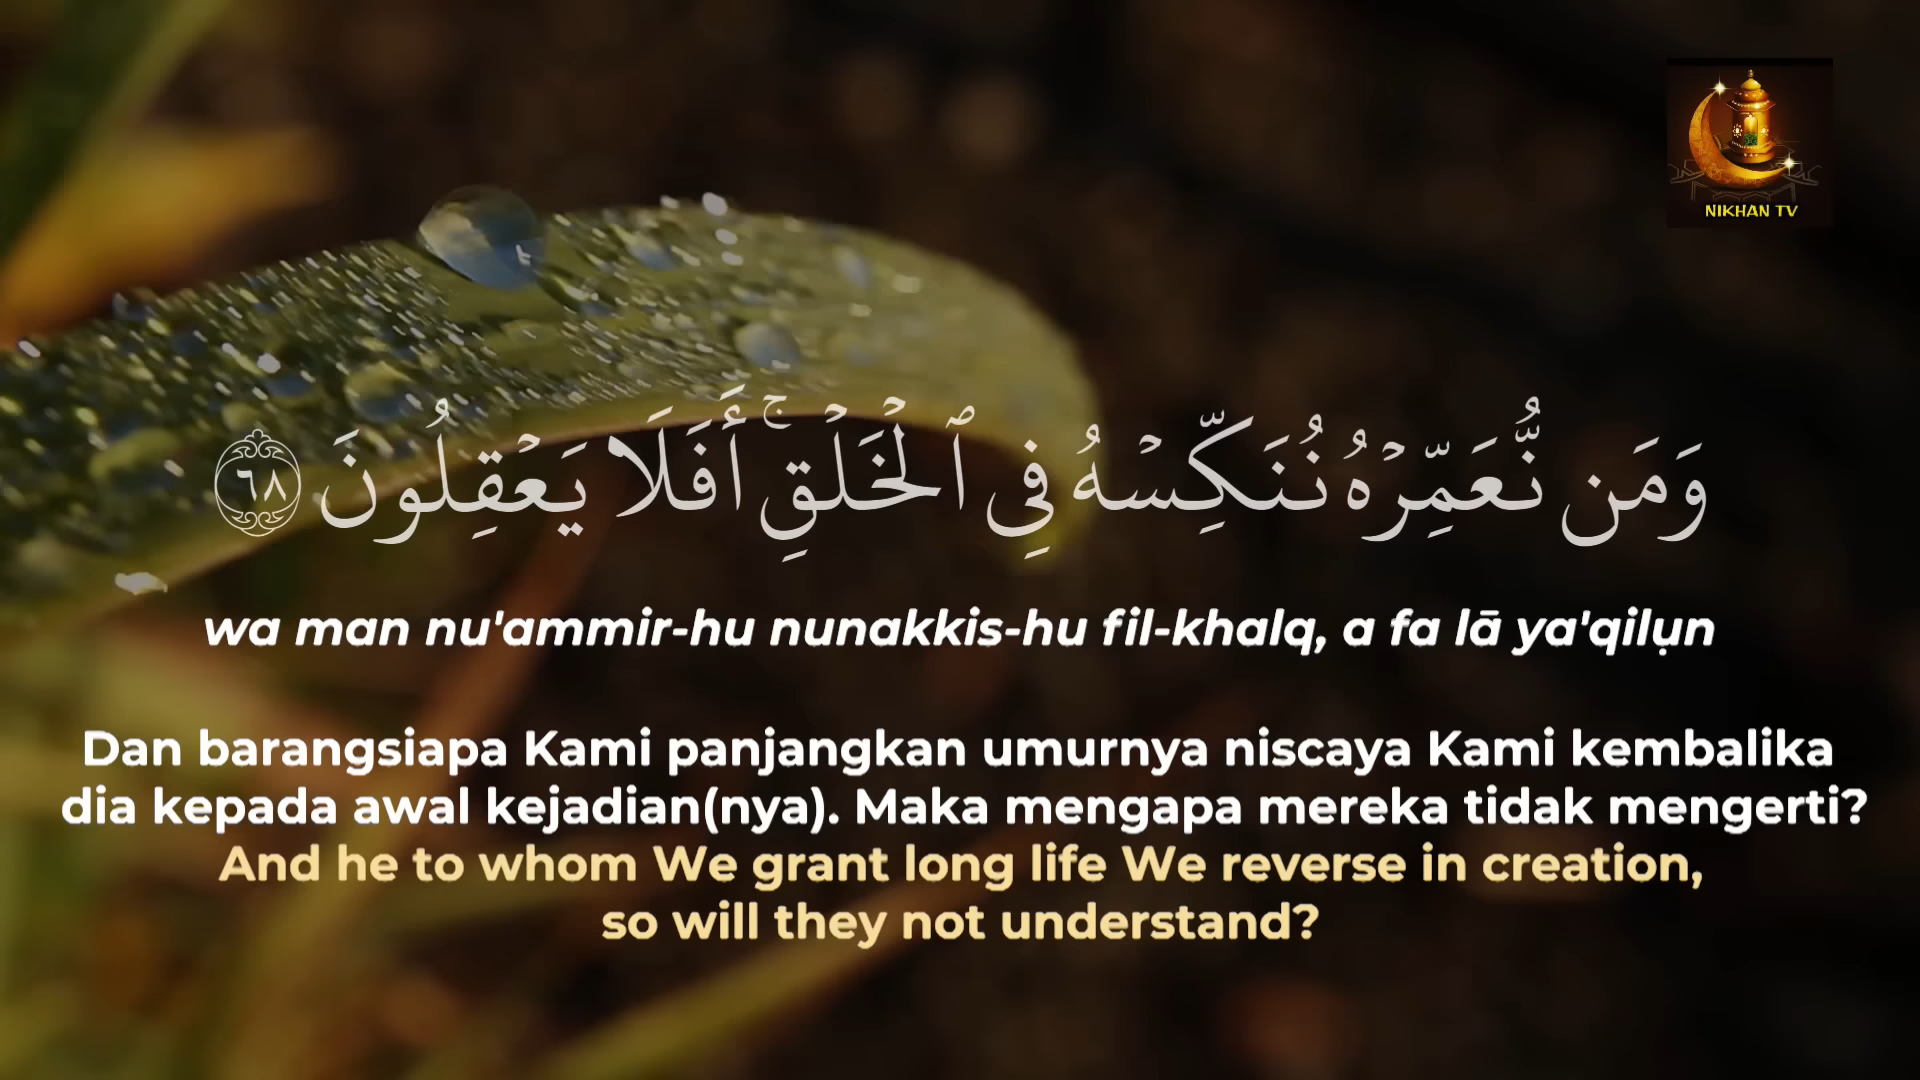 NIKHAN TV
وَمَن نُّعَمِّرْهُ نُنَكِّسْهُ فِى ٱلْخَلْقِ ۚ أَفَلَا يَعْقِلُونَ ٦٨
wa man nu'ammir-hu nunakkis-hu fil-khalq, a fa lā ya'qilụn
Dan barangsiapa Kami panjangkan umurnya niscaya Kami kembalika
dia kepada awal kejadian(nya). Maka mengapa mereka tidak mengerti?
And he to whom We grant long life We reverse in creation,
so will they not understand?